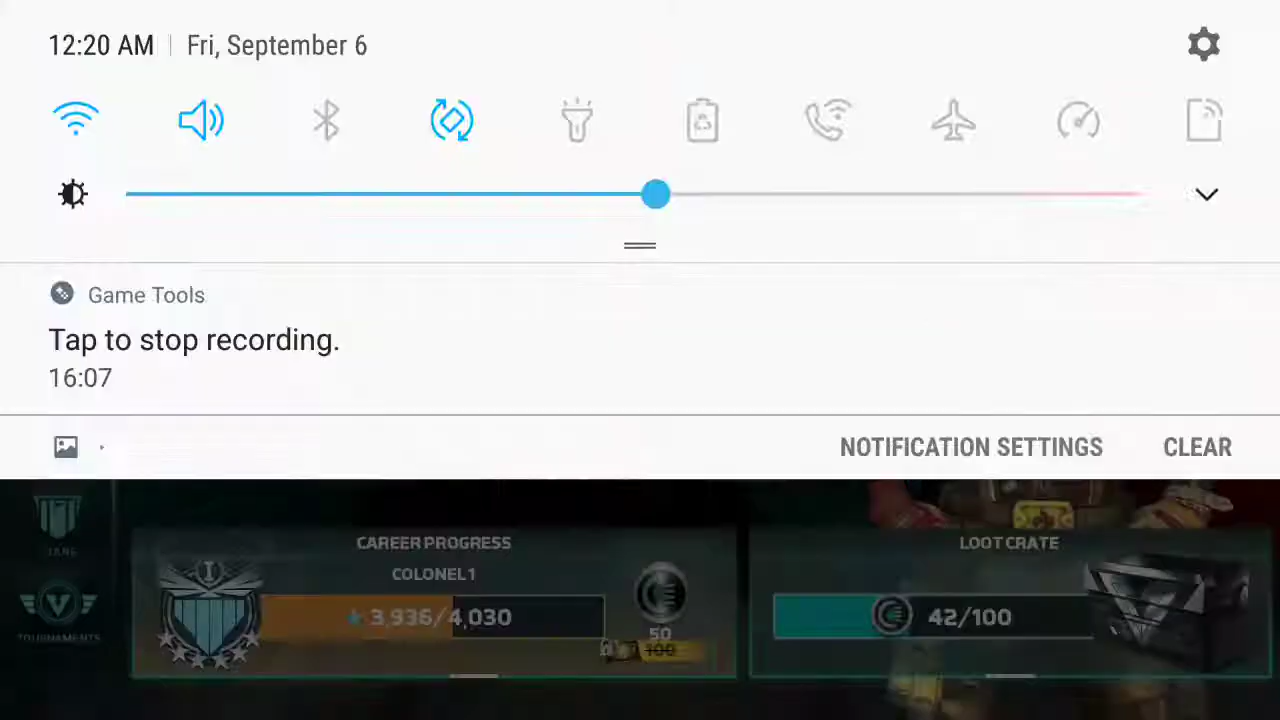 12:20 AM | Fri, September 6
Game Tools
Tap to stop recording.
16:07
NOTIFICATION SETTINGS CLEAR
CAREER PROGRESS
COLONEL 1
3,936/4,030
50
100
LOOT CRATE
42/100
TOURNAMENTS